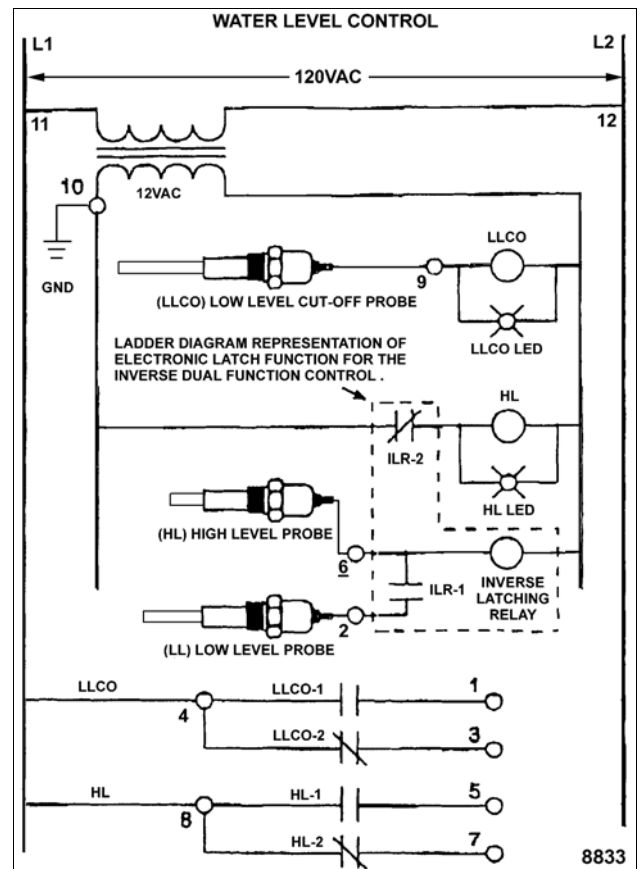 WATER LEVEL CONTROL
L1
L2
120VAC
11
12
10
12VAC
GND
LLCO
9
(LLCO) LOW LEVEL CUT-OFF PROBE
LLCO LED
LADDER DIAGRAM REPRESENTATION OF
ELECTRONIC LATCH FUNCTION FOR THE
INVERSE DUAL FUNCTION CONTROL .
HL
ILR-2
HL LED
(HL) HIGH LEVEL PROBE
6
INVERSE
LATCHING
RELAY
ILR-1
2
(LL) LOW LEVEL PROBE
LLCO
4
LLCO-1
1
LLCO-2
3
HL
8
HL-1
5
HL-2
7
8833